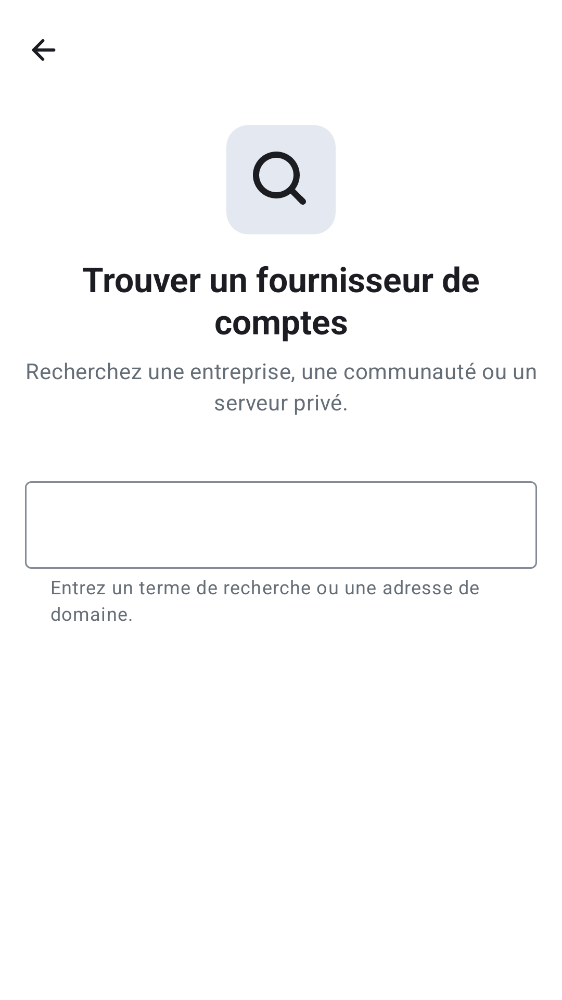 Trouver un fournisseur de
comptes
Recherchez une entreprise, une communauté ou un
serveur privé.
Entrez un terme de recherche ou une adresse de
domaine.